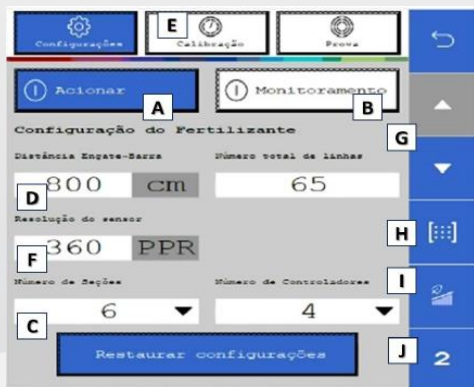 Configurações
E
Calibração
Prova
Acionar
A
Monitoramento
B
Configuração do Fertilizante
G
Distância Engate-Barra
Número total de linhas
D
800 cm
65
Resolução do sensor
F
360 PPR
H
I
Número de Seções
Número de Controladores
6
4
C
Restaurar configurações
J
2